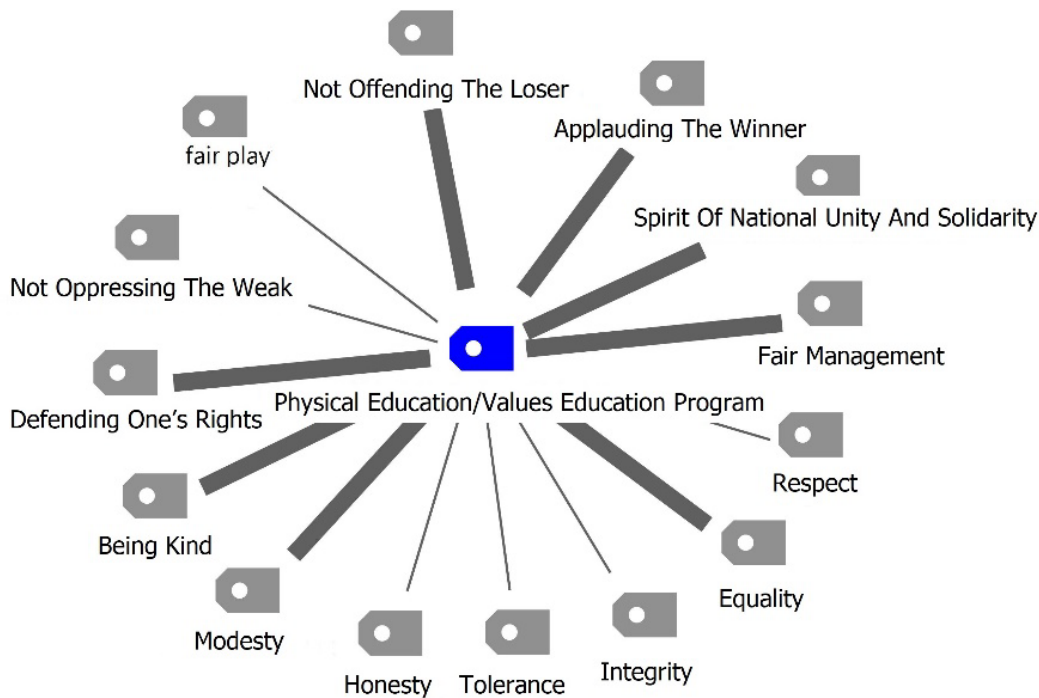 Not Offending The Loser
Applauding The Winner
fair play
Spirit Of National Unity And Solidarity
Not Oppressing The Weak
Fair Management
Defending One's Rights
Physical Education/Values Education Program
Respect
Being Kind
Equality
Modesty
Integrity
Honesty
Tolerance